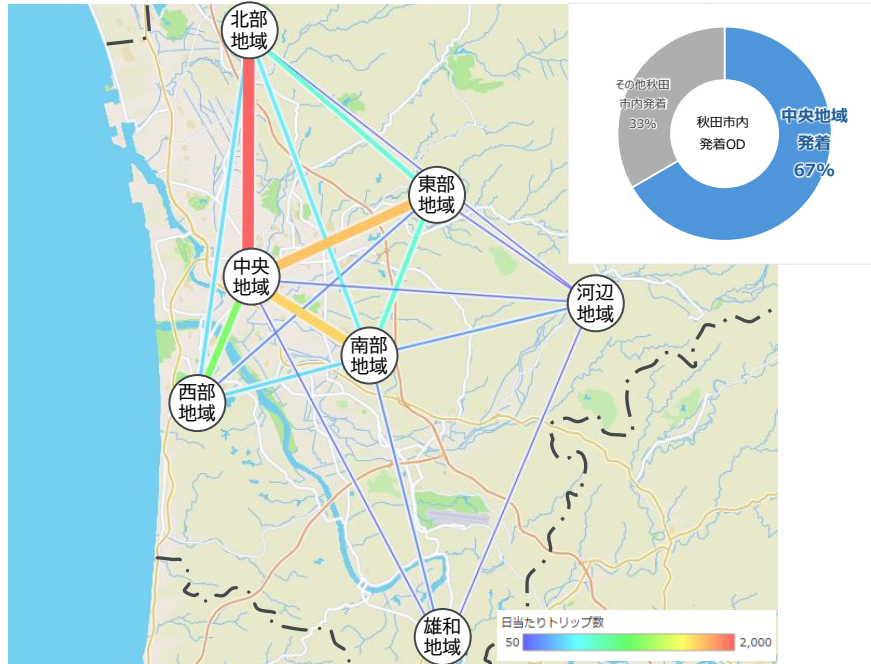 北部
地域
その他秋田
市内発着
33%
秋田市内
発着OD
中央地域
発着
67%
東部
地域
中央
地域
河辺
地域
南部
地域
西部
地域
雄和
地域
日当たりトリップ数
50
2,000